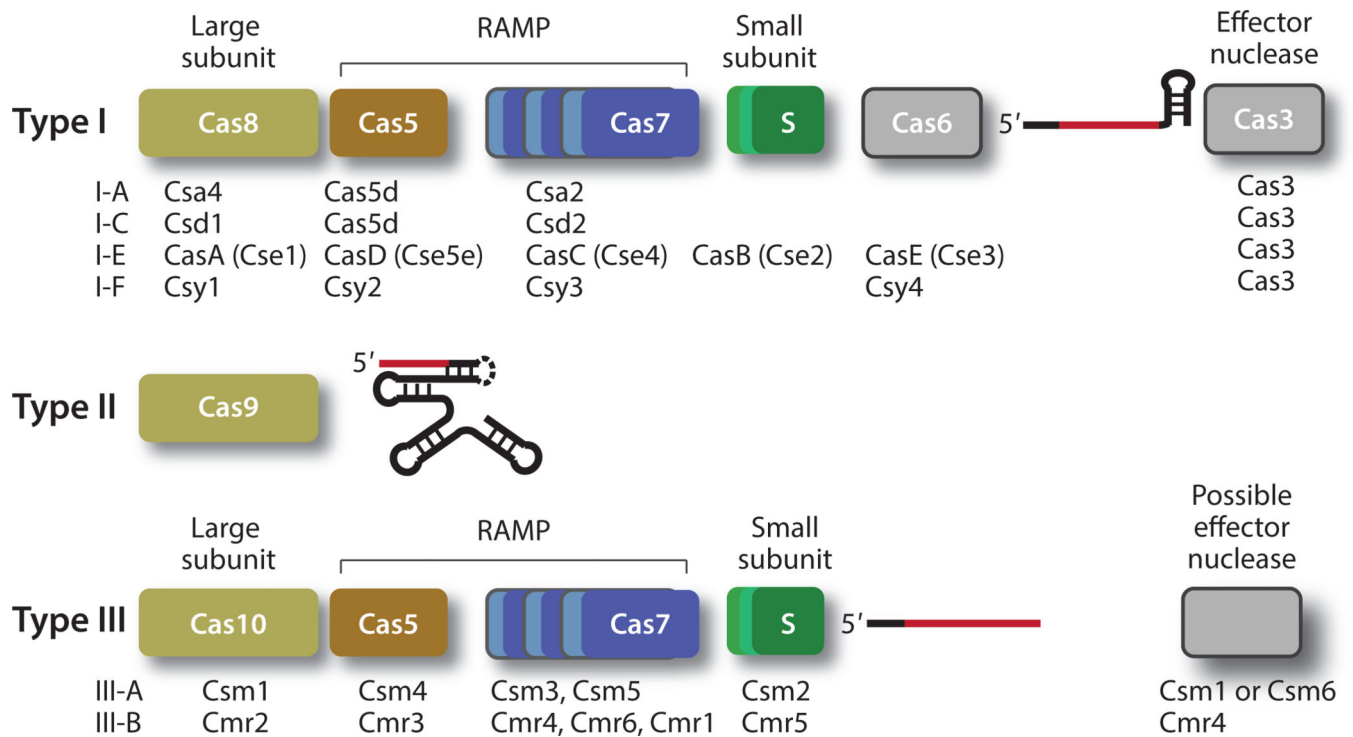 Large
subunit
RAMP
Small
subunit
Effector
nuclease
Type I
Cas8
Cas5
Cas7
S
Cas6
5′
Cas3
I-A Csa4 Cas5d Csa2 Cas3
I-C Csd1 Cas5d Csd2 Cas3
I-E CasA (Cse1) CasD (Cse5e) CasC (Cse4) CasB (Cse2) CasE (Cse3) Cas3
I-F Csy1 Csy2 Csy3 Csy4 Cas3
Type II
Cas9
5′
Large
subunit
RAMP
Small
subunit
Possible
effector
nuclease
Type III
Cas10
Cas5
Cas7
S
5′
III-A Csm1 Csm4 Csm3, Csm5 Csm2 Csm1 or Csm6
III-B Cmr2 Cmr3 Cmr4, Cmr6, Cmr1 Cmr5 Cmr4